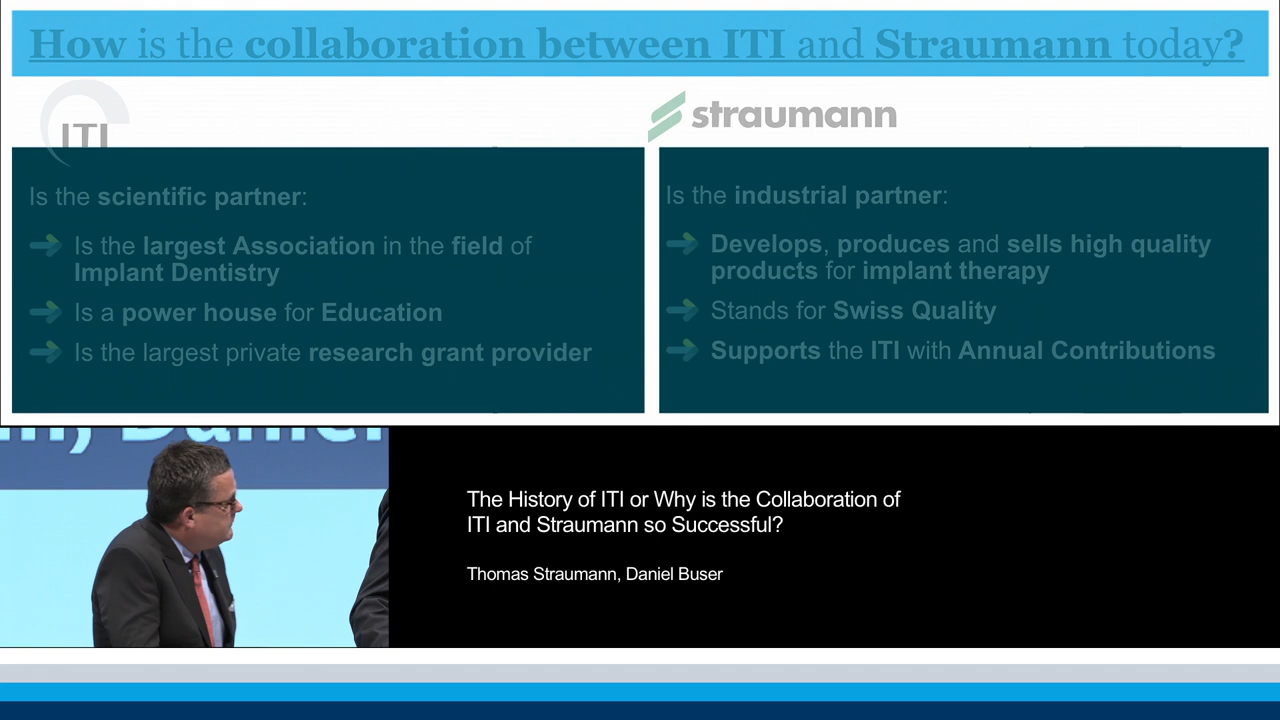 How is the collaboration between ITI and Straumann today?
ITI
straumann
Is the scientific partner:
Is the largest Association in the field of
Implant Dentistry
Is a power house for Education
Is the largest private research grant provider
Is the industrial partner:
Develops, produces and sells high quality
products for implant therapy
Stands for Swiss Quality
Supports the ITI with Annual Contributions
Daniel
The History of ITI or Why is the Collaboration of
ITI and Straumann so Successful?
Thomas Straumann, Daniel Buser